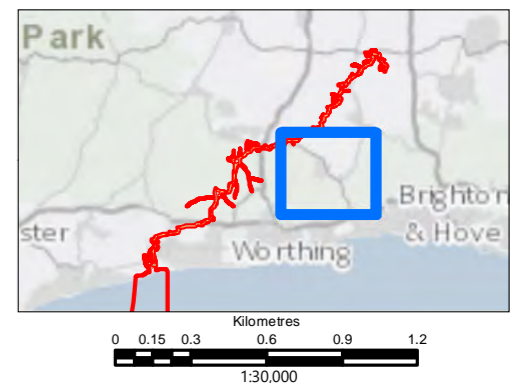 Park
Brighton
ster
Worthing
& Hove
Kilometres
0 0.15 0.3 0.6 0.9 1.2
1:30,000